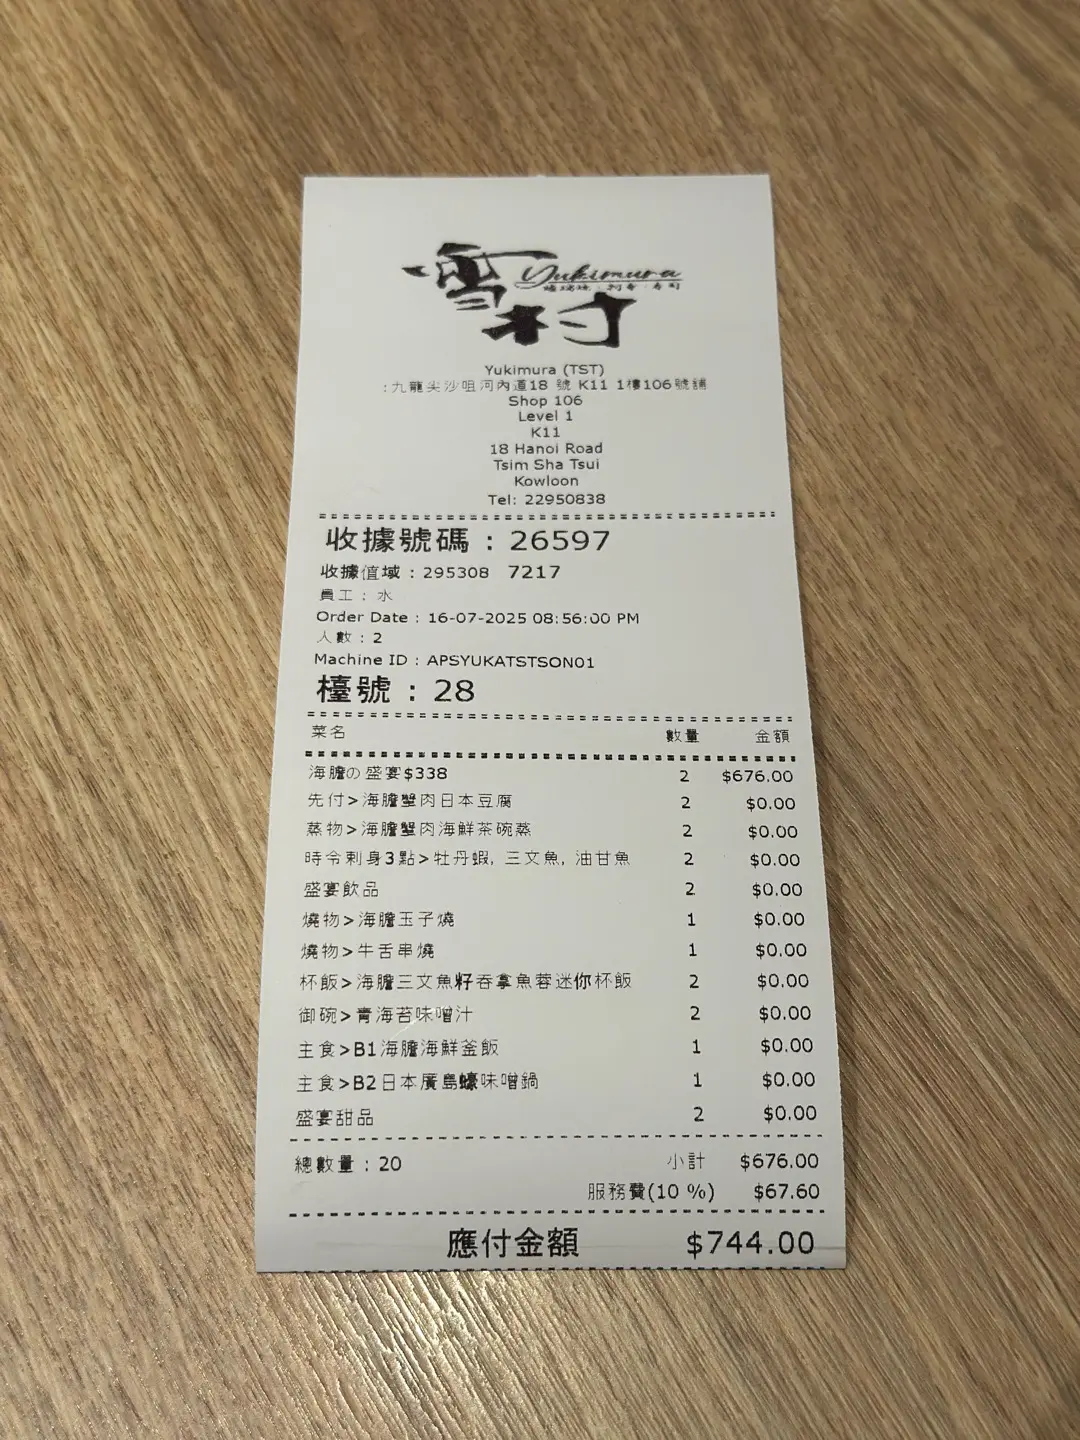 雪村
Yukimura
Yukimura (TST)
:九龍尖沙咀河內道18 號 K11 1樓106號舖
Shop 106
Level 1
K11
18 Hanoi Road
Tsim Sha Tsui
Kowloon
Tel: 22950838
收據號碼 : 26597
收據值域 : 295308 7217
員工 : 水
Order Date : 16-07-2025 08:56:00 PM
人數 : 2
Machine ID : APSYUKATSTSON01
檯號 : 28
菜名 數量 金額
海膽の盛宴$338 2 $676.00
先付>海膽蟹肉日本豆腐 2 $0.00
蒸物>海膽蟹肉海鮮茶碗蒸 2 $0.00
時令刺身3點>牡丹蝦, 三文魚, 油甘魚 2 $0.00
盛宴飲品 2 $0.00
燒物>海膽玉子燒 1 $0.00
燒物>牛舌串燒 1 $0.00
杯飯>海膽三文魚籽吞拿魚蓉迷你杯飯 2 $0.00
御碗>青海苔味噌汁 2 $0.00
主食>B1海膽海鮮釜飯 1 $0.00
主食>B2日本廣島蠔味噌鍋 1 $0.00
盛宴甜品 2 $0.00
總數量 : 20 小計 $676.00
服務費(10 %) $67.60
應付金額 $744.00